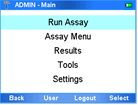 ADMIN - Main
Run Assay
Assay Menu
Results
Tools
Settings
Back User Logout Select